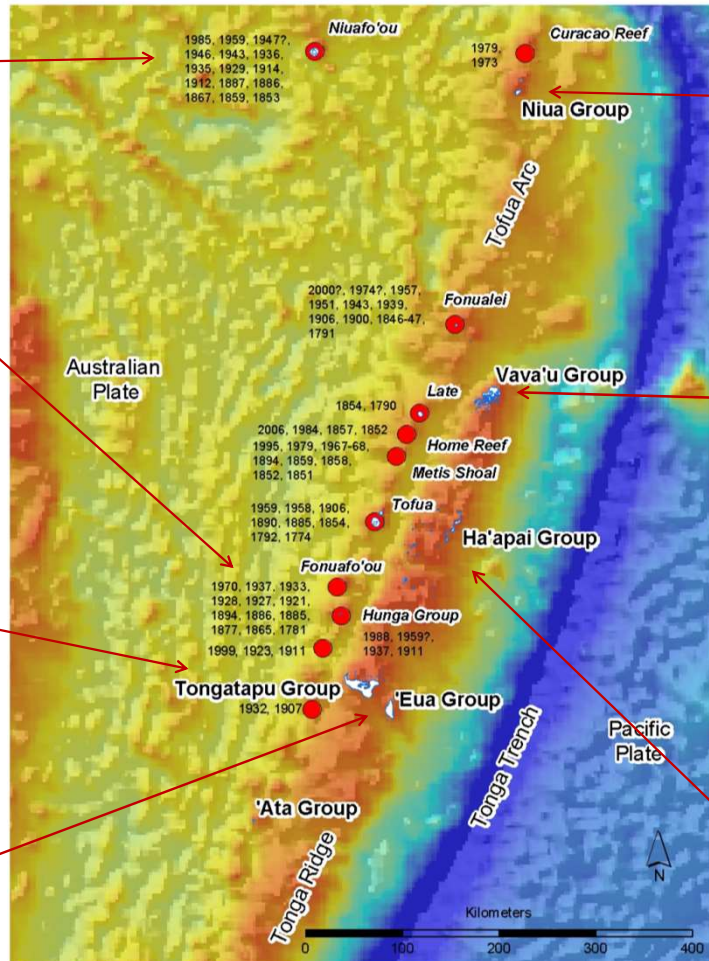 Niuafo'ou
1985, 1959, 1947?,
1946, 1943, 1936,
1935, 1929, 1914,
1912, 1887, 1886,
1867, 1859, 1853
Curacao Reef
1979,
1973
Niua Group
Tofua Arc
2000?, 1974?, 1957,
1951, 1943, 1939,
1906, 1900, 1846-47,
1791
Fonualei
Australian
Plate
Vava'u Group
Late
1854, 1790
2006, 1984, 1857, 1852
Home Reef
1995, 1979, 1967-68,
1894, 1859, 1858,
1852, 1851
Metis Shoal
Tofua
1959, 1958, 1906,
1890, 1885, 1854,
1792, 1774
Ha'apai Group
Fonuafo'ou
1970, 1937, 1933,
1928, 1927, 1921,
1894, 1886, 1885,
1877, 1865, 1781
Hunga Group
1988, 1959?,
1937, 1911
1999, 1923, 1911
Tongatapu Group
'Eua Group
1932, 1907
Tonga Trench
Pacific
Plate
'Ata Group
Tonga Ridge
N
Kilometers
0 100 200 300 400